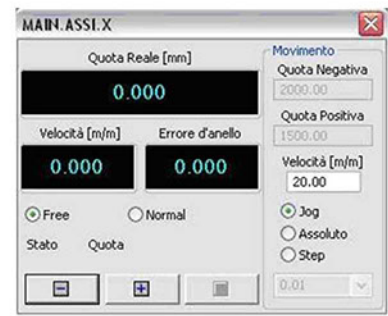 MAIN.ASSI.X
Quota Reale [mm]
0.000
Velocità [m/m]
Errore d'anello
0.000
0.000
Free
Normal
Stato
Quota
Movimento
Quota Negativa
2000.00
Quota Positiva
1500.00
Velocità [m/m]
20.00
Jog
Assoluto
Step
0.01